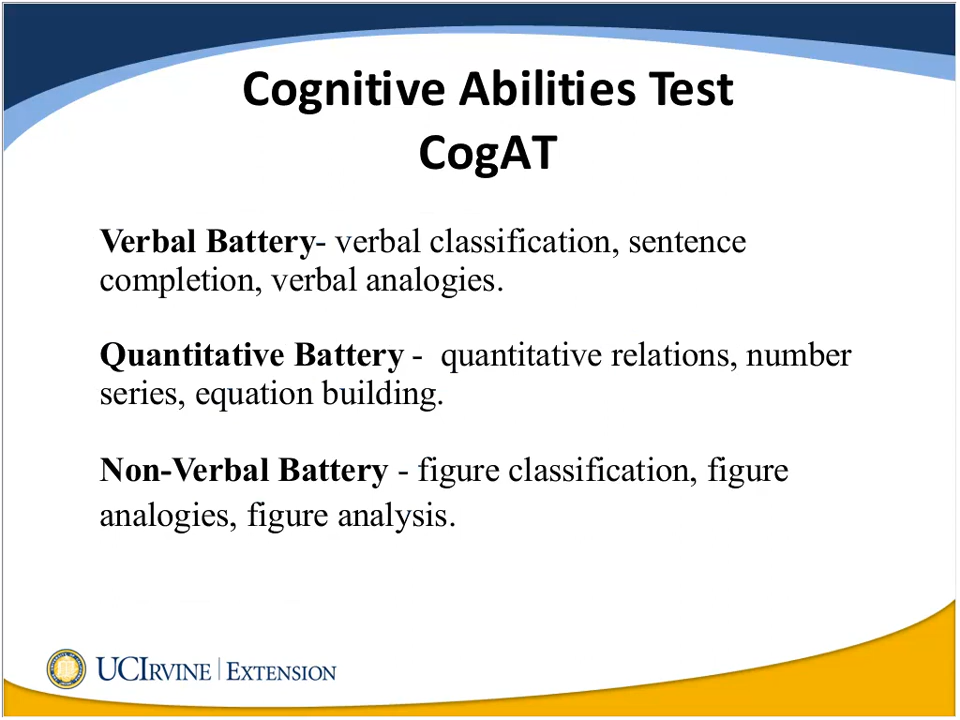 Cognitive Abilities Test
CogAT
Verbal Battery- verbal classification, sentence
completion, verbal analogies.
Quantitative Battery -  quantitative relations, number
series, equation building.
Non-Verbal Battery - figure classification, figure
analogies, figure analysis.
UCIRVINE | EXTENSION